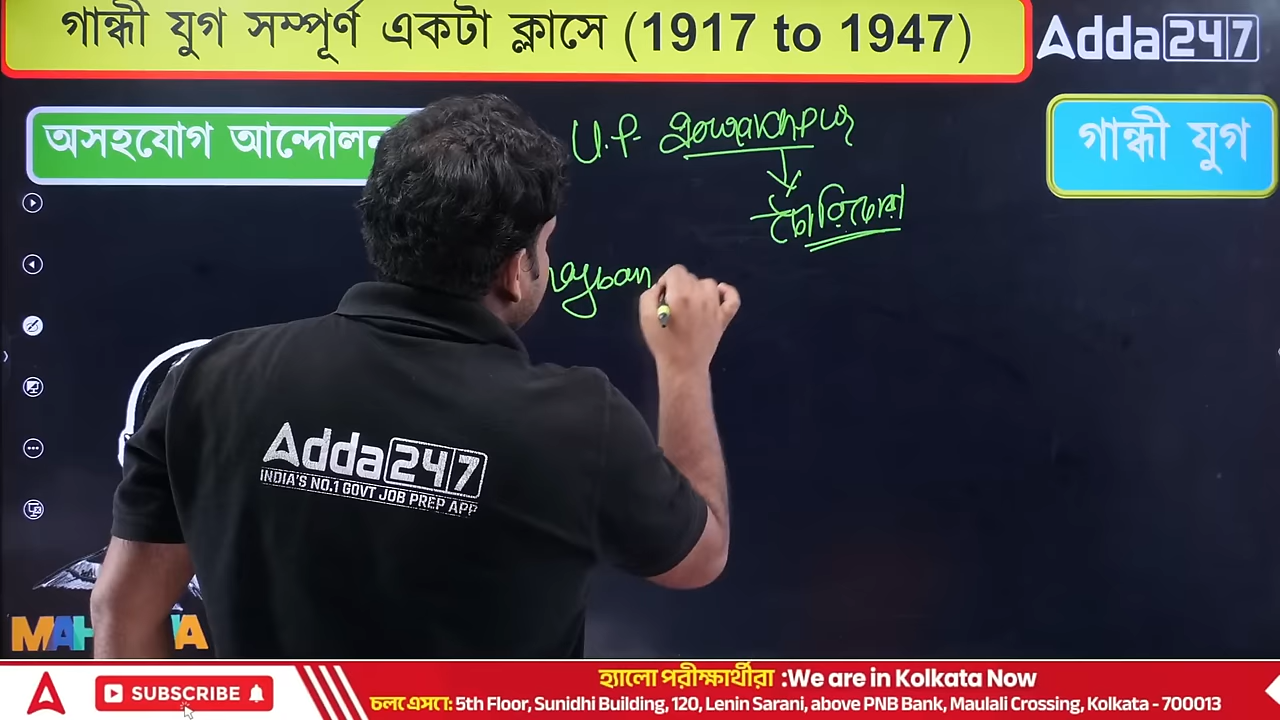 গান্ধী যুগ সম্পূর্ণ একটা ক্লাসে (1917 to 1947)
Adda247
অসহযোগ আন্দোলন
গান্ধী যুগ
U.P.
চৌরিচৌরা
Adda247
INDIA'S NO.1 GOVT JOB PREP APP
SUBSCRIBE
হ্যালো পরীক্ষার্থীরা :We are in Kolkata Now
চলে এসো: 5th Floor, Sunidhi Building, 120, Lenin Sarani, above PNB Bank, Maulali Crossing, Kolkata - 700013